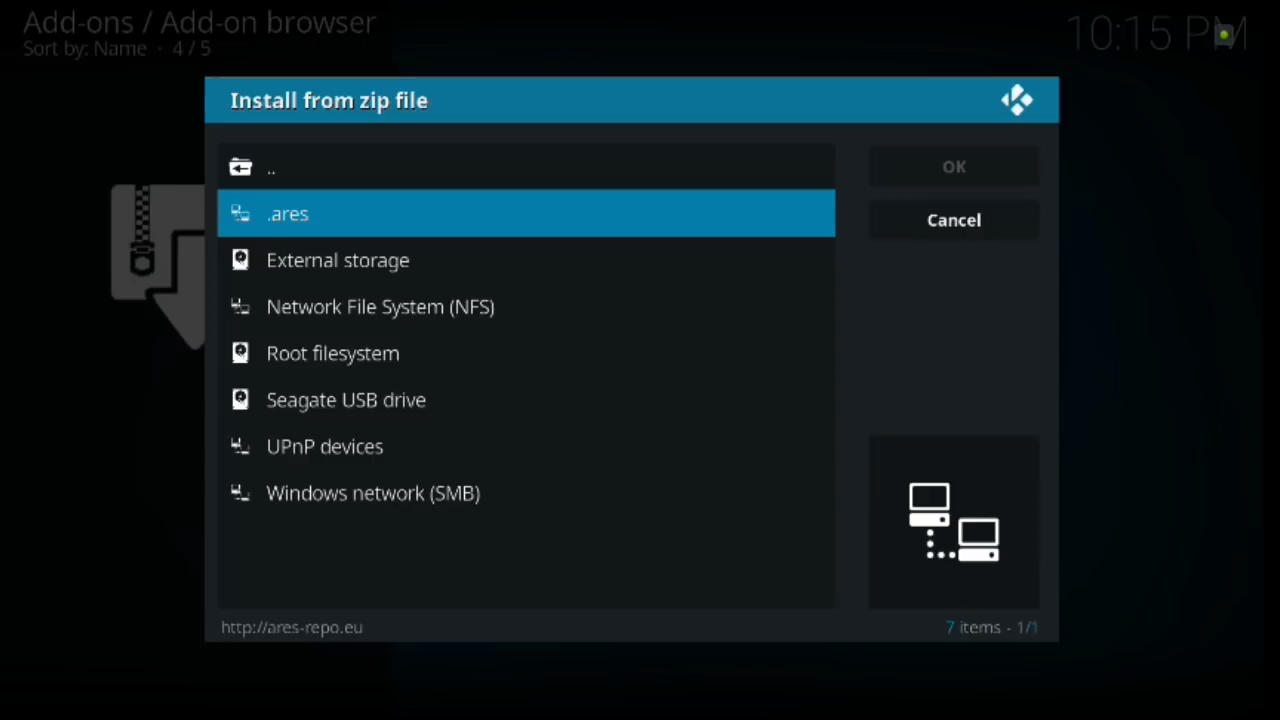 Add-ons / Add-on browser
Sort by: Name · 4 / 5
10:15 PM
Install from zip file
..
.ares
External storage
Network File System (NFS)
Root filesystem
Seagate USB drive
UPnP devices
Windows network (SMB)
OK
Cancel
http://ares-repo.eu
7 items - 1/1